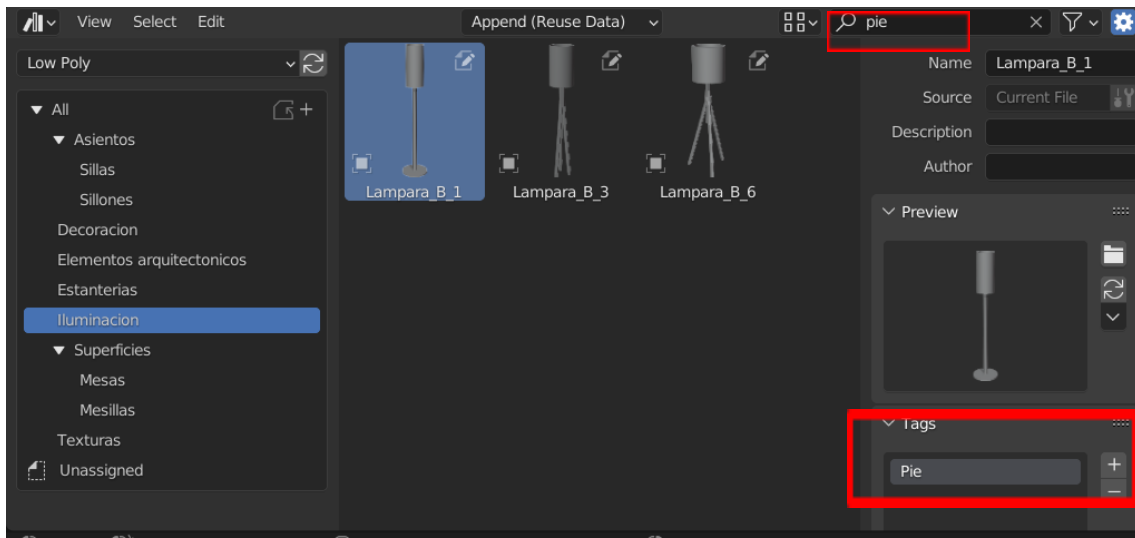 View Select Edit Append (Reuse Data) pie
Low Poly
All
Asientos
Sillas
Sillones
Decoracion
Elementos arquitectonicos
Estanterias
Iluminacion
Superficies
Mesas
Mesillas
Texturas
Unassigned
Lampara_B_1 Lampara_B_3 Lampara_B_6
Name Lampara_B_1
Source Current File
Description
Author
Preview
Tags
Pie